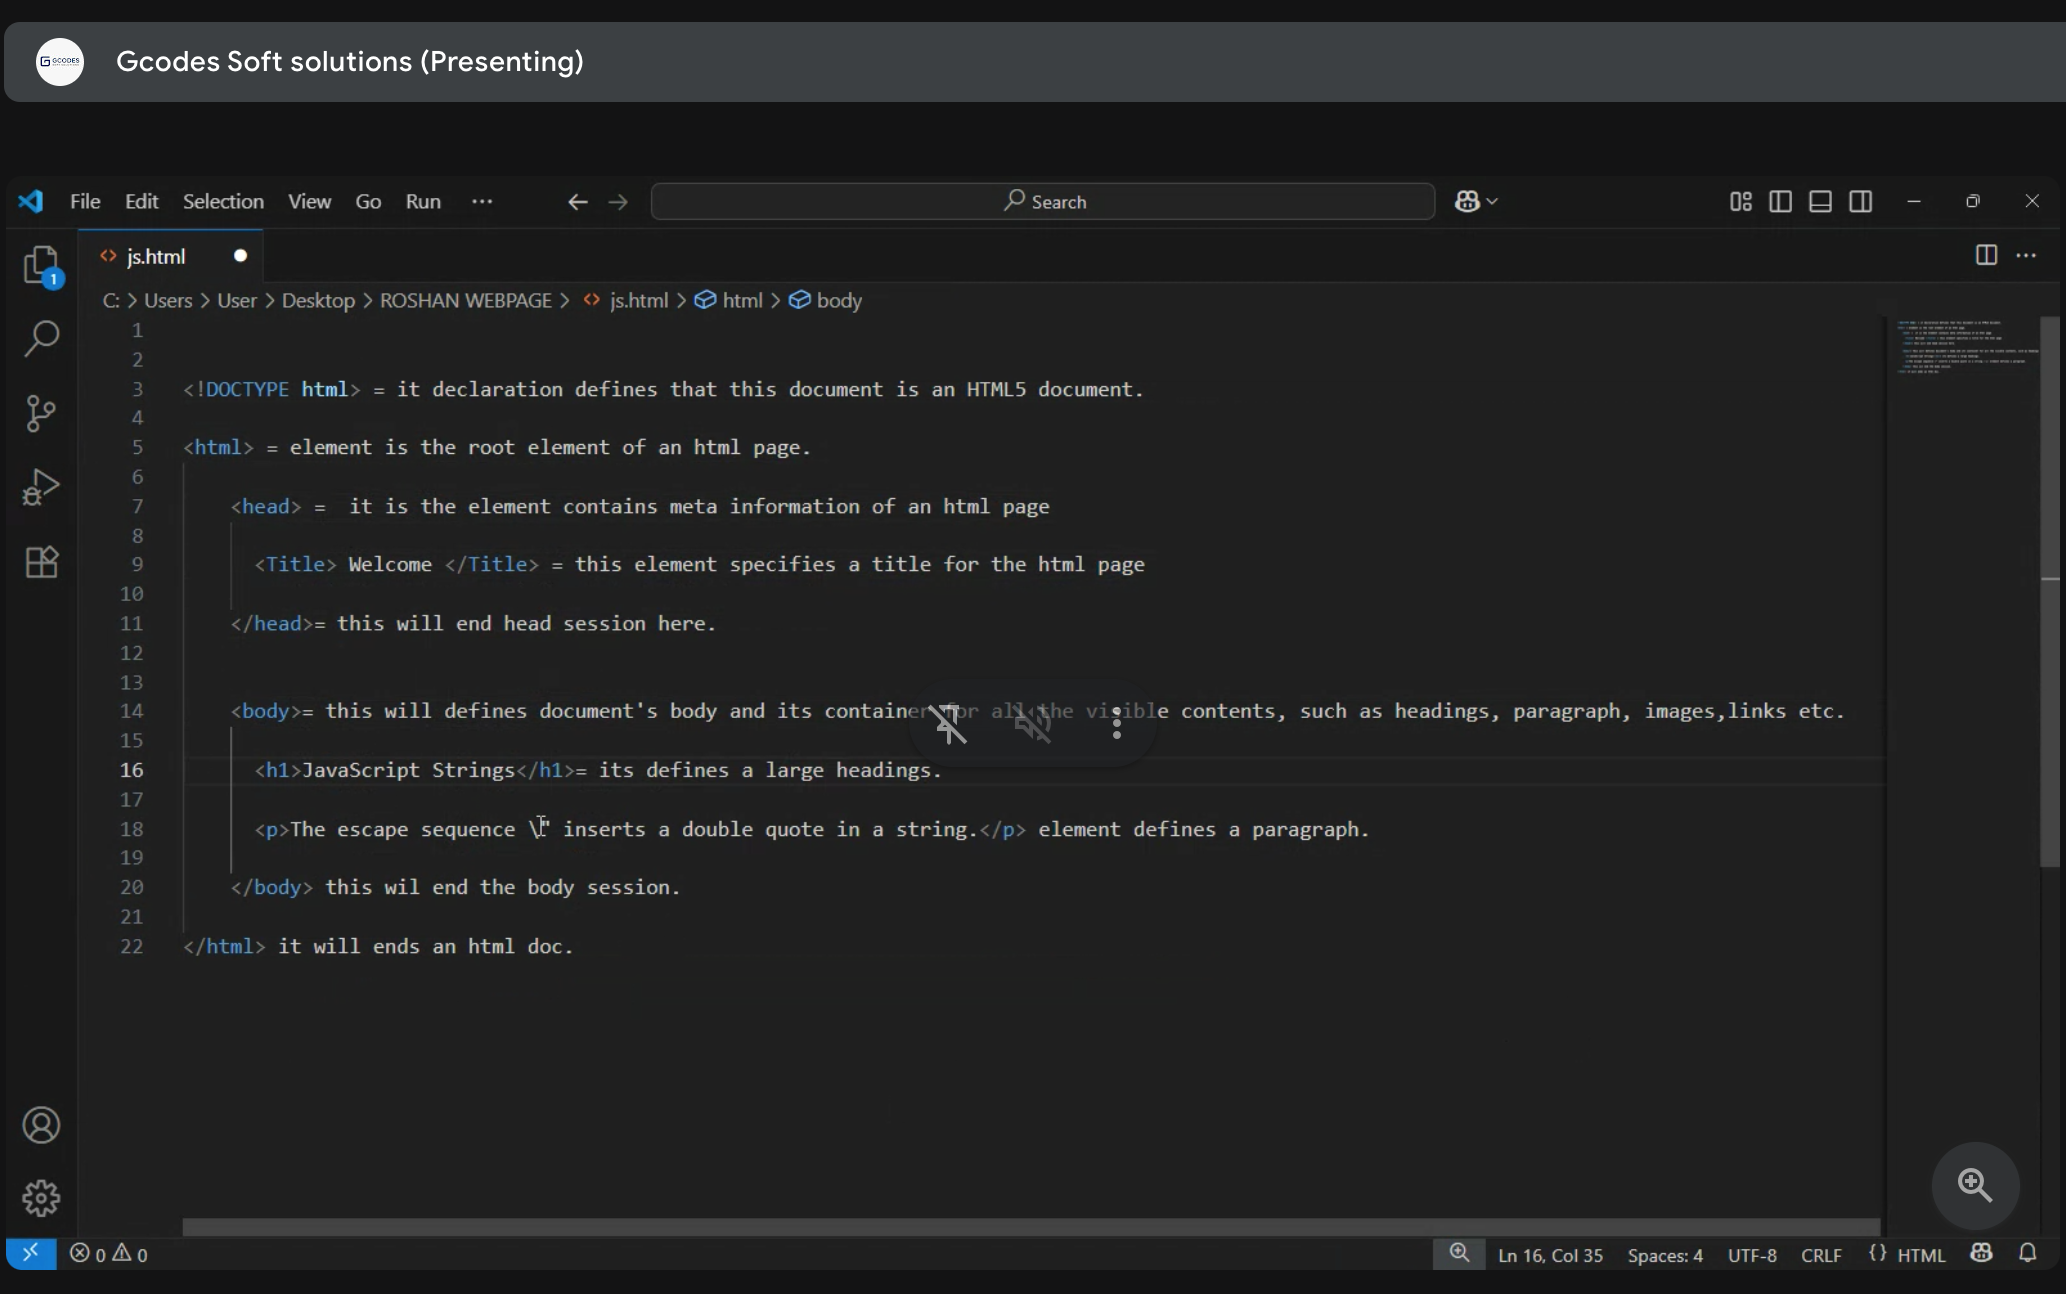 GCODES
Gcodes Soft solutions (Presenting)
File Edit Selection View Go Run ··· Search
js.html
1
C: > Users > User > Desktop > ROSHAN WEBPAGE > js.html > html > body
1
2
3 <!DOCTYPE html> = it declaration defines that this document is an HTML5 document.
4
5 <html> = element is the root element of an html page.
6
7 <head> =  it is the element contains meta information of an html page
8
9 <Title> Welcome </Title> = this element specifies a title for the html page
10
11 </head>= this will end head session here.
12
13
14 <body>= this will defines document's body and its container for all the visible contents, such as headings, paragraph, images,links etc.
15
16 <h1>JavaScript Strings</h1>= its defines a large headings.
17
18 <p>The escape sequence \" inserts a double quote in a string.</p> element defines a paragraph.
19
20 </body> this wil end the body session.
21
22 </html> it will ends an html doc.
0 0 Ln 16, Col 35 Spaces: 4 UTF-8 CRLF {} HTML